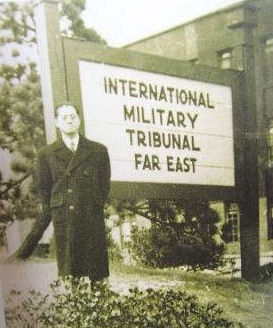 INTERNATIONAL
MILITARY
TRIBUNAL
FAR EAST